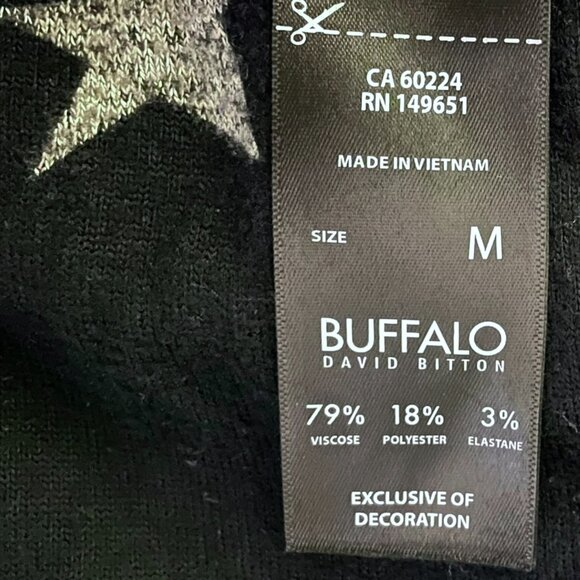 CA 60224
RN 149651
MADE IN VIETNAM
SIZE M
BUFFALO
DAVID BITTON
79% 18% 3%
VISCOSE POLYESTER ELASTANE
EXCLUSIVE OF
DECORATION